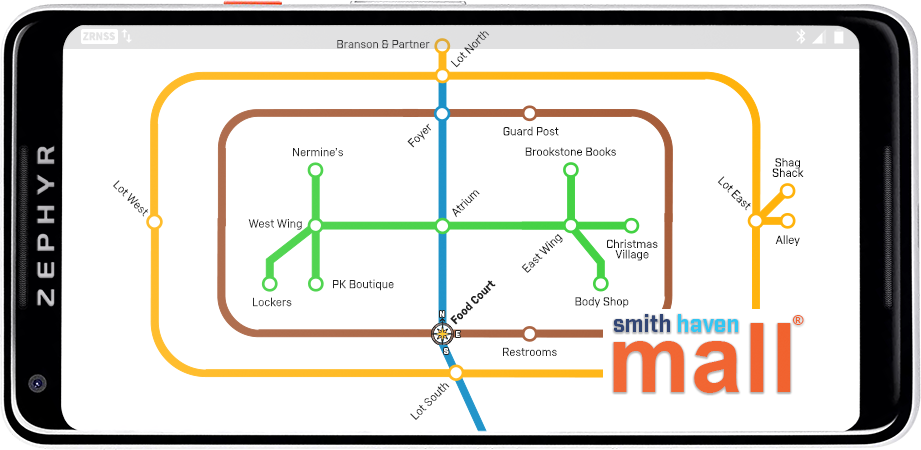 ZRNSS
Branson & Partner
Lot North
Foyer
Guard Post
Nermine's
Brookstone Books
Shag
Shack
Lot West
Lot East
Atrium
West Wing
East Wing
Christmas
Village
Alley
Lockers
PK Boutique
Body Shop
Food Court
N
E
S
Restrooms
Lot South
smith haven
mall®
ZEPHYR